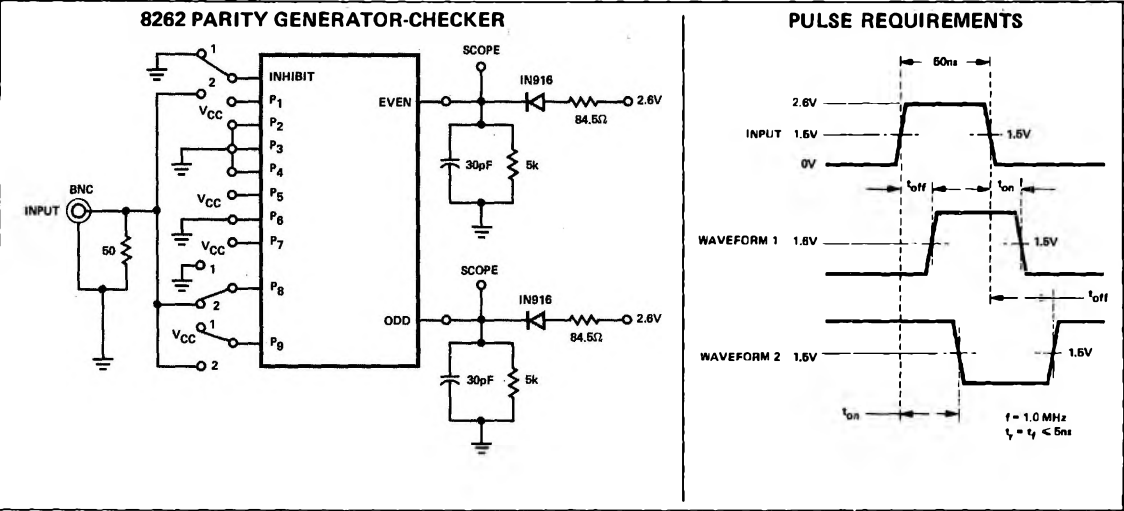 8262 PARITY GENERATOR-CHECKER
1
2
INHIBIT
VCC
P1
P2
P3
P4
VCC
P5
P6
VCC
P7
1
P8
2
VCC
1
P9
2
BNC
INPUT
50
EVEN
SCOPE
IN916
84.5Ω
2.6V
30pF
5k
ODD
SCOPE
IN916
84.5Ω
2.6V
30pF
5k
PULSE REQUIREMENTS
50ns
2.6V
INPUT 1.5V
1.5V
0V
toff
ton
WAVEFORM 1 1.5V
1.5V
toff
WAVEFORM 2 1.5V
1.5V
ton
f = 1.0 MHz
tr = tf ≤ 5ns